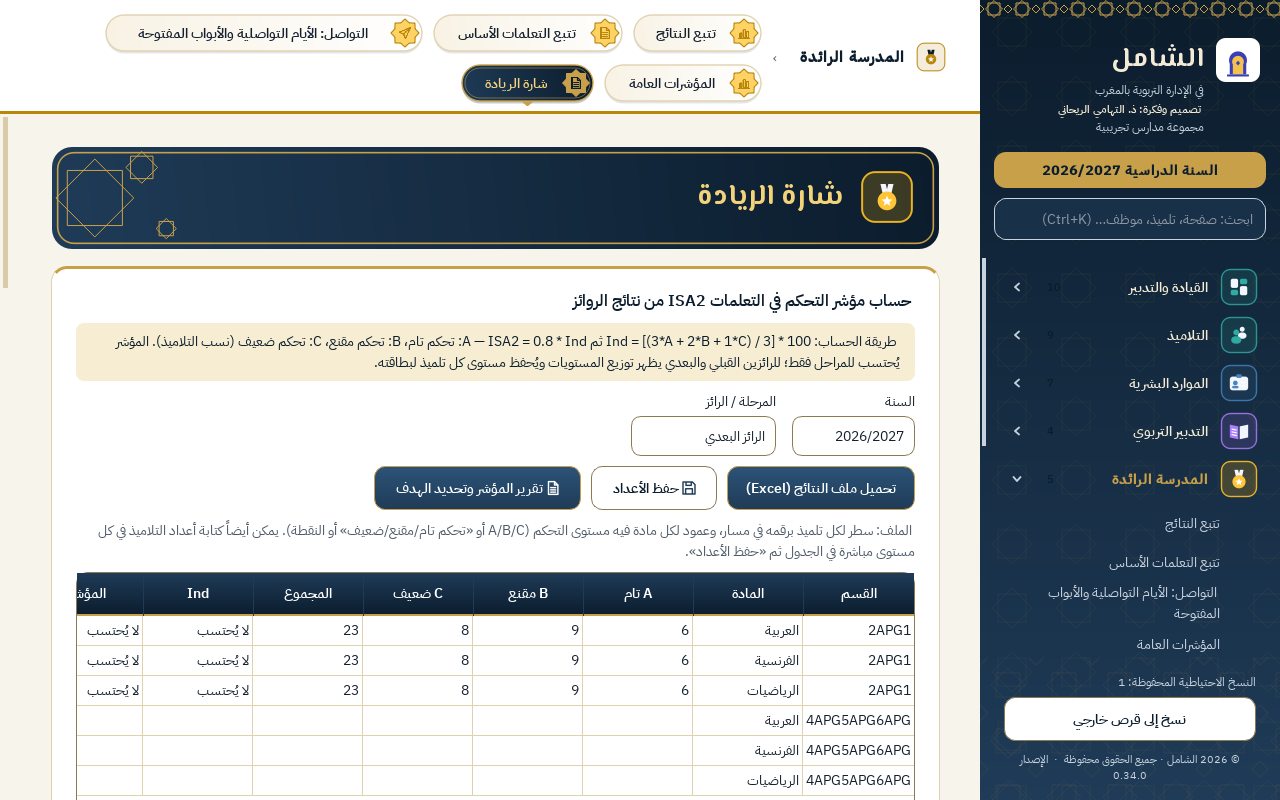 الشامل
في الإدارة التربوية بالمغرب
تصميم وفكرة: ذ. التهامي الريحاني
مجموعة مدارس تجريبية
السنة الدراسية 2026/2027
ابحث: صفحة، تلميذ، موظف... (Ctrl+K)
القيادة والتدبير 10
التلاميذ 9
الموارد البشرية 7
التدبير التربوي 4
المدرسة الرائدة 5
تتبع النتائج
تتبع التعلمات الأساس
التواصل: الأيام التواصلية والأبواب
المفتوحة
المؤشرات العامة
النسخ الاحتياطية المحفوظة: 1
نسخ إلى قرص خارجي
© 2026 الشامل · جميع الحقوق محفوظة · الإصدار
0.34.0
المدرسة الرائدة ‹
تتبع النتائج
تتبع التعلمات الأساس
التواصل: الأيام التواصلية والأبواب المفتوحة
المؤشرات العامة
شارة الريادة
شارة الريادة
حساب مؤشر التحكم في التعلمات ISA2 من نتائج الروائز
طريقة الحساب: Ind = [(3*A + 2*B + 1*C) / 3] * 100 ثم ISA2 = 0.8 * Ind — A: تحكم تام، B: تحكم مقنع، C: تحكم ضعيف (نسب التلاميذ). المؤشر
يُحتسب للمراحل فقط؛ للرائزين القبلي والبعدي يظهر توزيع المستويات ويُحفظ مستوى كل تلميذ لبطاقته.
السنة
المرحلة / الرائز
2026/2027
الرائز البعدي
تحميل ملف النتائج (Excel)
حفظ الأعداد
تقرير المؤشر وتحديد الهدف
الملف: سطر لكل تلميذ برقمه في مسار، وعمود لكل مادة فيه مستوى التحكم (A/B/C أو «تحكم تام/مقنع/ضعيف» أو النقطة). يمكن أيضاً كتابة أعداد التلاميذ في كل
مستوى مباشرة في الجدول ثم «حفظ الأعداد».
القسم المادة A تام B مقنع C ضعيف المجموع Ind المؤش
2APG1 العربية 6 9 8 23 لا يُحتسب لا يُحتسب
2APG1 الفرنسية 6 9 8 23 لا يُحتسب لا يُحتسب
2APG1 الرياضيات 6 9 8 23 لا يُحتسب لا يُحتسب
4APG5APG6APG العربية
4APG5APG6APG الفرنسية
4APG5APG6APG الرياضيات